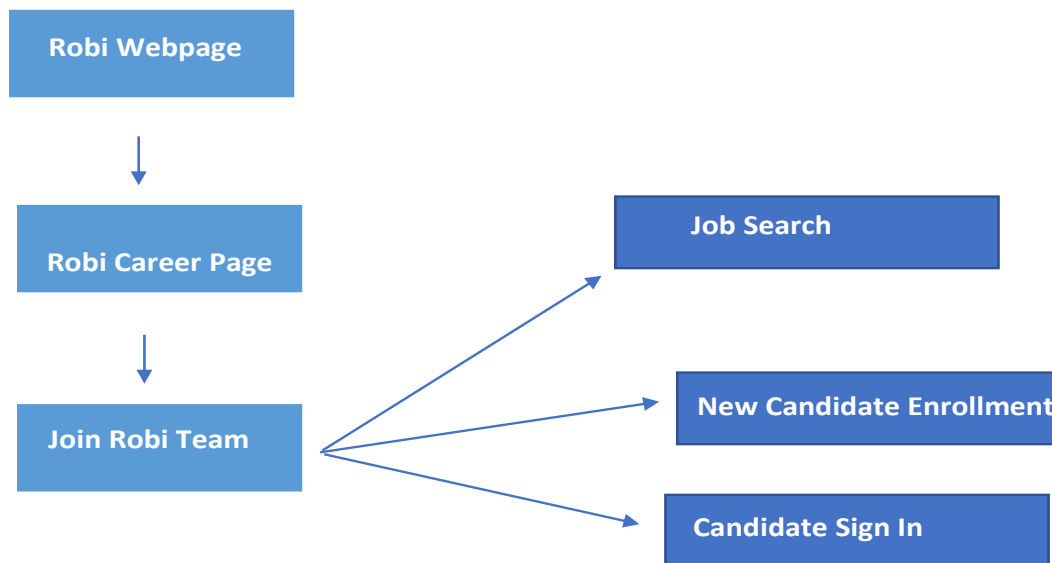 Robi Webpage
Robi Career Page
Join Robi Team
Job Search
New Candidate Enrollment
Candidate Sign In